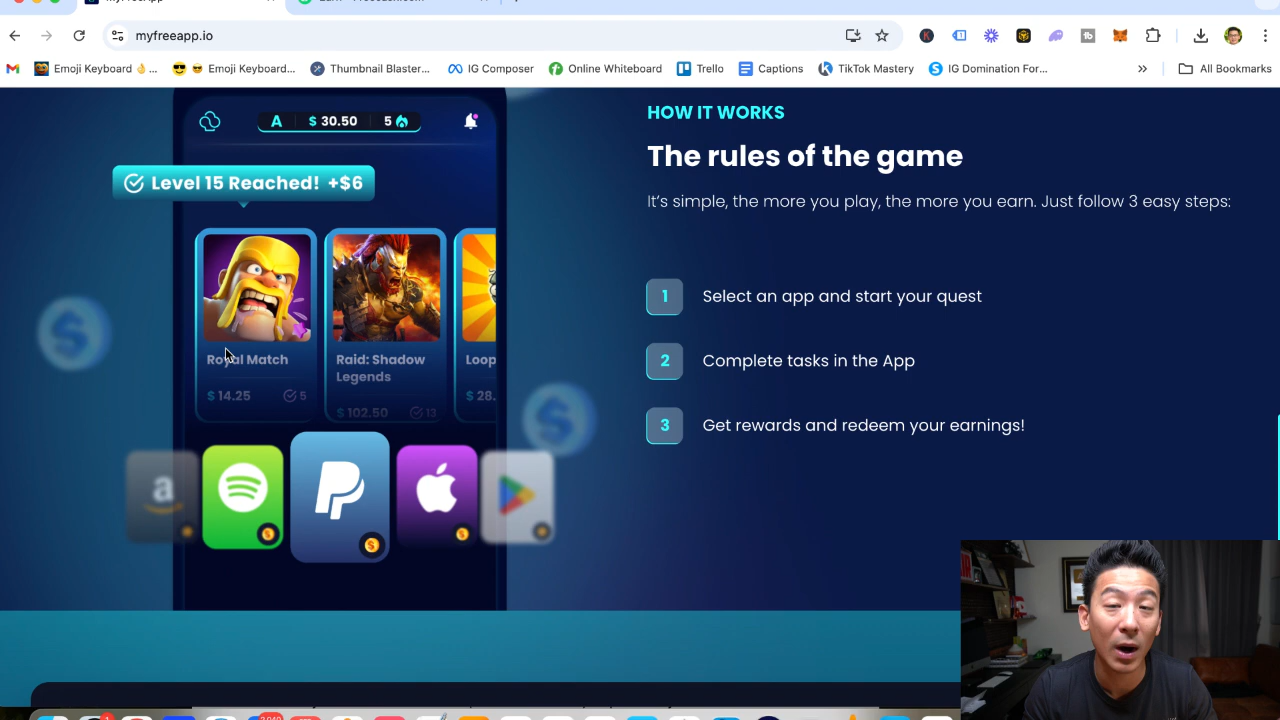 myfreeapp.io
Emoji Keyboard 👌 ...
😎 Emoji Keyboard...
Thumbnail Blaster...
IG Composer
Online Whiteboard
Trello
Captions
TikTok Mastery
IG Domination For...
All Bookmarks
A $ 30.50 5
Level 15 Reached! +$6
Royal Match
$ 14.25 5
Raid: Shadow
Legends
$ 102.50 13
Loop
$ 28.
HOW IT WORKS
The rules of the game
It's simple, the more you play, the more you earn. Just follow 3 easy steps:
1 Select an app and start your quest
2 Complete tasks in the App
3 Get rewards and redeem your earnings!